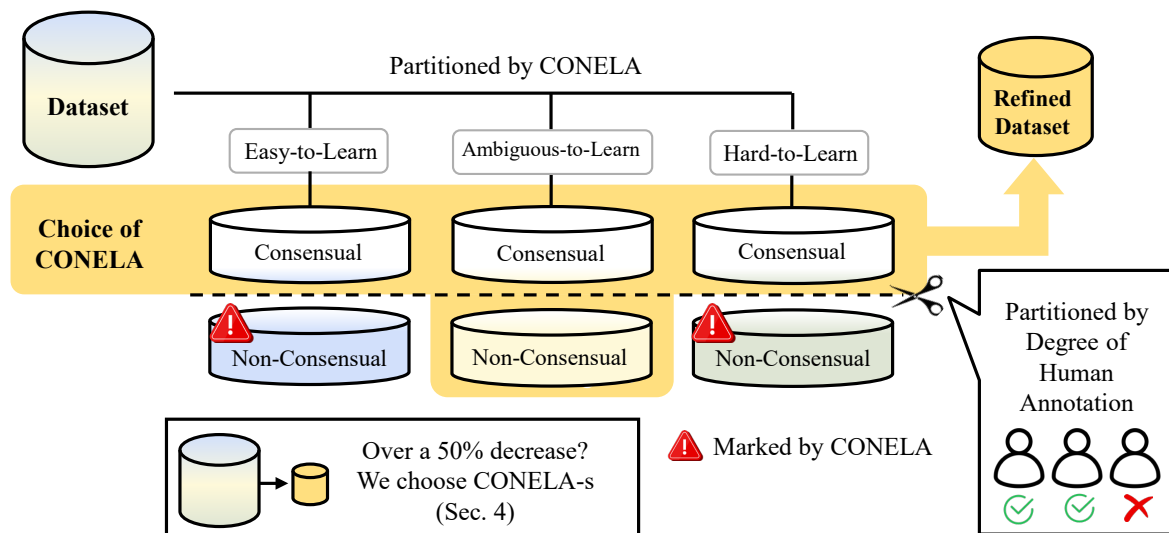 Dataset
Partitioned by CONELA
Refined
Dataset
Easy-to-Learn
Ambiguous-to-Learn
Hard-to-Learn
Choice of
CONELA
Consensual
Consensual
Consensual
Non-Consensual
Non-Consensual
Non-Consensual
Partitioned by
Degree of
Human
Annotation
Over a 50% decrease?
We choose CONELA-s
(Sec. 4)
Marked by CONELA